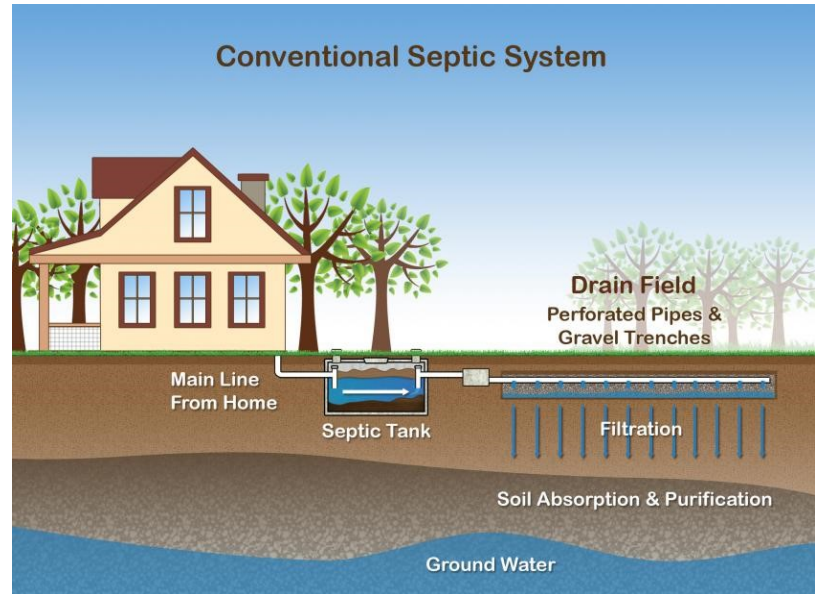 Conventional Septic System
Drain Field
Perforated Pipes &
Gravel Trenches
Main Line
From Home
Septic Tank
Filtration
Soil Absorption & Purification
Ground Water